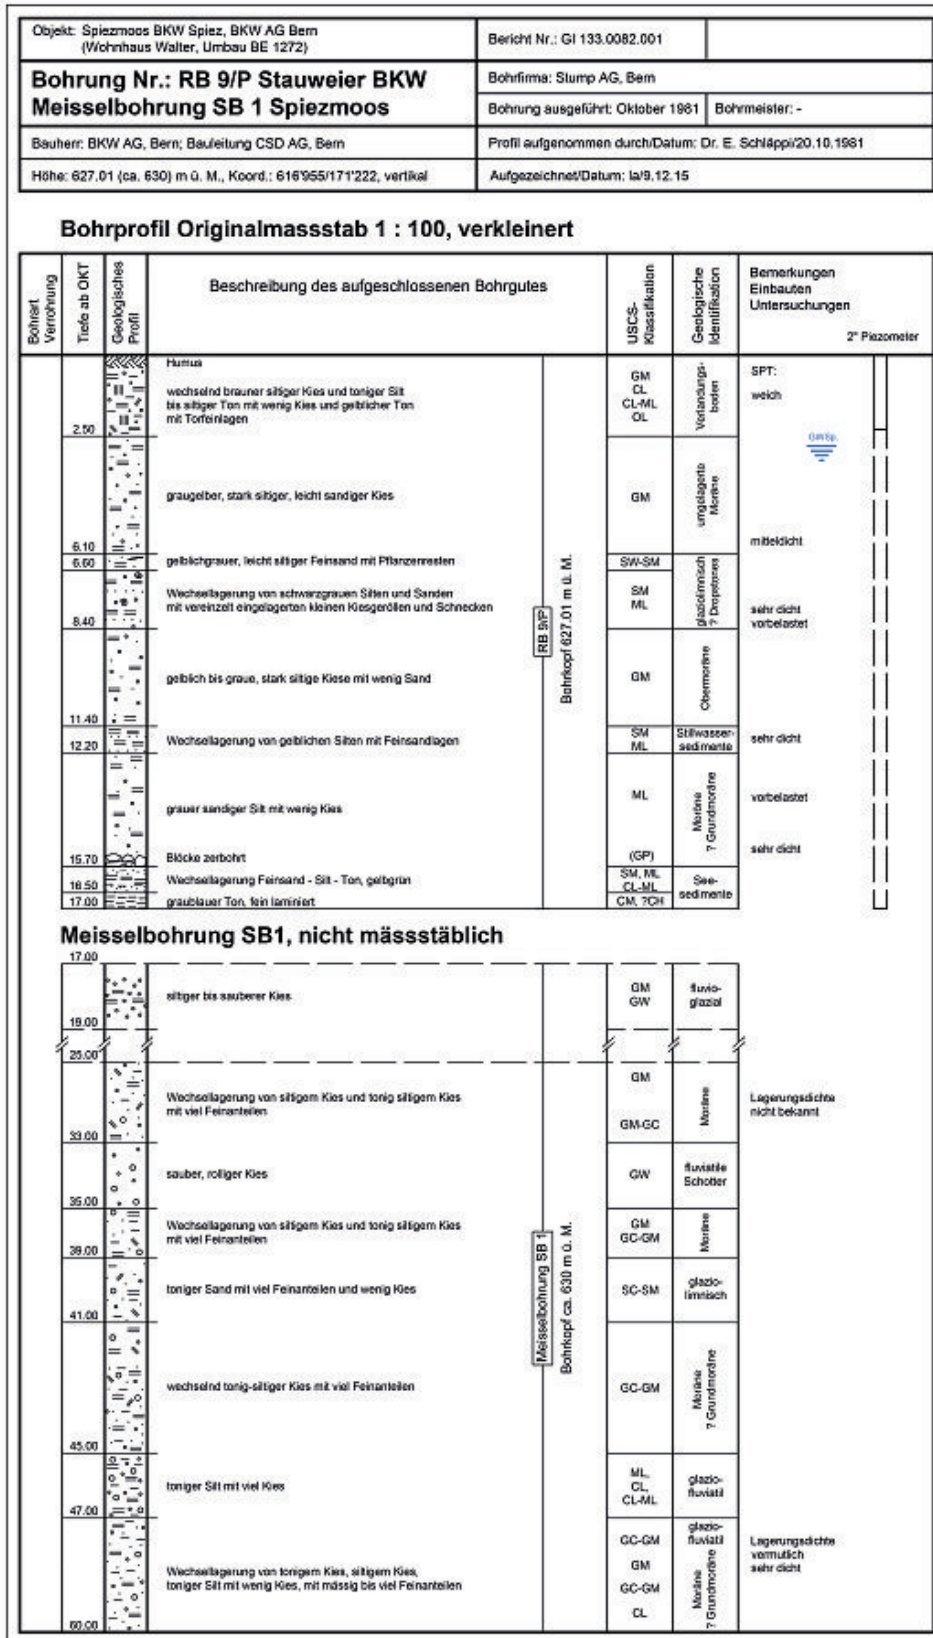 Objekt: Spiezmoos BKW Spiez, BKW AG Bern
(Wohnhaus Walter, Umbau BE 1272)
Bericht Nr.: GI 133.0082.001
Bohrung Nr.: RB 9/P Stauweier BKW
Meisselbohrung SB 1 Spiezmoos
Bohrfirma: Stump AG, Bern
Bohrung ausgeführt: Oktober 1981
Bohrmeister: -
Bauherr: BKW AG, Bern; Bauleitung CSD AG, Bern
Profil aufgenommen durch/Datum: Dr. E. Schläppi/20.10.1981
Höhe: 627.01 (ca. 630) m ü. M., Koord.: 616'955/171'222, vertikal
Aufgezeichnet/Datum: la/9.12.15
Bohrprofil Originalmassstab 1 : 100, verkleinert
Bohrart
Verrohrung
Tiefe ab OKT
Geologisches
Profil
Beschreibung des aufgeschlossenen Bohrgutes
USCS-
Klassifikation
Geologische
Identifikation
Bemerkungen
Einbauten
Untersuchungen
2" Piezometer
Humus
wechselnd brauner siltiger Kies und toniger Silt
bis siltiger Ton mit wenig Kies und gelblicher Ton
mit Torfeinlagen
2.50
GM
CL
CL-ML
OL
Verlandungs-
boden
SPT:
weich
GWSp.
graugelber, stark siltiger, leicht sandiger Kies
6.10
GM
umgelagerte
Moräne
mitteldicht
gelblichgrauer, leicht siltiger Feinsand mit Pflanzenresten
6.60
SW-SM
Wechsellagerung von schwarzgrauen Silten und Sanden
mit vereinzelt eingelagerten kleinen Kiesgeröllen und Schnecken
8.40
SM
ML
glaziolimnisch
? Dropstones
sehr dicht
vorbelastet
RB 9/P
Bohrkopf 627.01 m ü. M.
gelblich bis graue, stark siltige Kiese mit wenig Sand
11.40
GM
Obermoräne
Wechsellagerung von gelblichen Silten mit Feinsandlagen
12.20
SM
ML
Stillwasser-
sedimente
sehr dicht
grauer sandiger Silt mit wenig Kies
ML
Moräne
? Grundmoräne
vorbelastet
Blöcke zerbohrt
15.70
(GP)
sehr dicht
Wechsellagerung Feinsand - Silt - Ton, gelbgrün
16.50
SM, ML
CL-ML
See-
sedimente
graublauer Ton, fein laminiert
17.00
CM, ?CH
Meisselbohrung SB1, nicht mässstäblich
17.00
siltiger bis sauberer Kies
19.00
GM
GW
fluvio-
glazial
25.00
Wechsellagerung von siltigem Kies und tonig siltigem Kies
mit viel Feinanteilen
33.00
GM
GM-GC
Moräne
Lagerungsdichte
nicht bekannt
sauber, rolliger Kies
35.00
GW
fluviatile
Schotter
Wechsellagerung von siltigem Kies und tonig siltigem Kies
mit viel Feinanteilen
39.00
GM
GC-GM
Moräne
Meisselbohrung SB 1
Bohrkopf ca. 630 m ü. M.
toniger Sand mit viel Feinanteilen und wenig Kies
41.00
SC-SM
glazio-
limnisch
wechselnd tonig-siltiger Kies mit viel Feinanteilen
45.00
GC-GM
Moräne
? Grundmoräne
toniger Silt mit viel Kies
47.00
ML,
CL,
CL-ML
glazio-
fluviatil
Wechsellagerung von tonigem Kies, siltigem Kies,
toniger Silt mit wenig Kies, mit mässig bis viel Feinanteilen
60.00
GC-GM
GM
GC-GM
CL
glazio-
fluviatil
Moräne
? Grundmoräne
Lagerungsdichte
vermutlich
sehr dicht